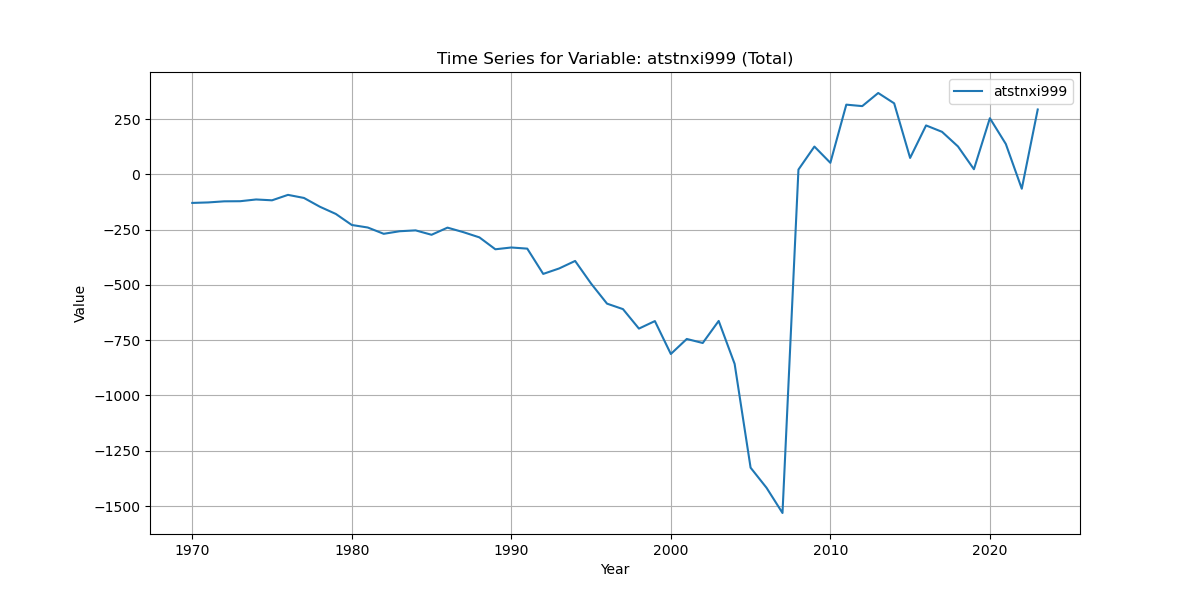 Time Series for Variable: atstnxi999 (Total)
atstnxi999
250
0
−250
−500
−750
−1000
−1250
−1500
Value
1970 1980 1990 2000 2010 2020
Year